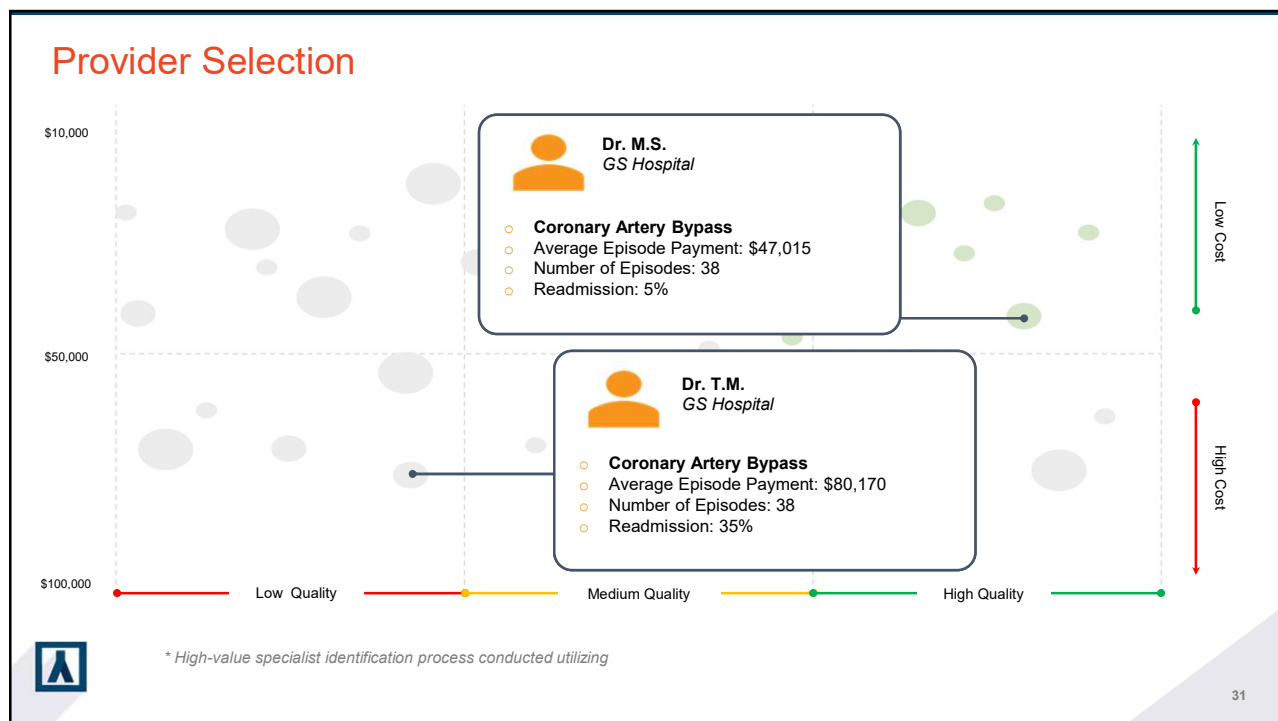 Provider Selection
$10,000
Dr. M.S.
GS Hospital
Coronary Artery Bypass
Average Episode Payment: $47,015
Number of Episodes: 38
Readmission: 5%
Low Cost
$50,000
Dr. T.M.
GS Hospital
Coronary Artery Bypass
Average Episode Payment: $80,170
Number of Episodes: 38
Readmission: 35%
High Cost
$100,000
Low Quality
Medium Quality
High Quality
* High-value specialist identification process conducted utilizing
31